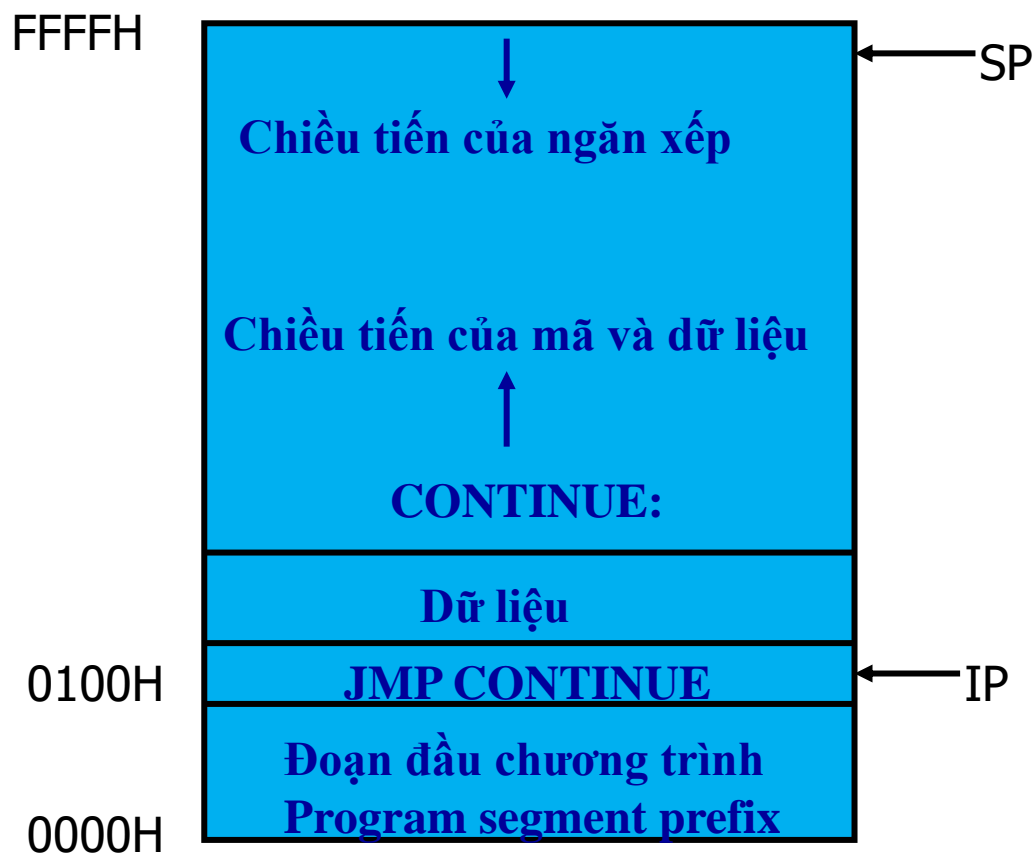 FFFFH
SP
Chiều tiến của ngăn xếp
Chiều tiến của mã và dữ liệu
CONTINUE:
Dữ liệu
0100H
JMP CONTINUE
IP
Đoạn đầu chương trình
Program segment prefix
0000H